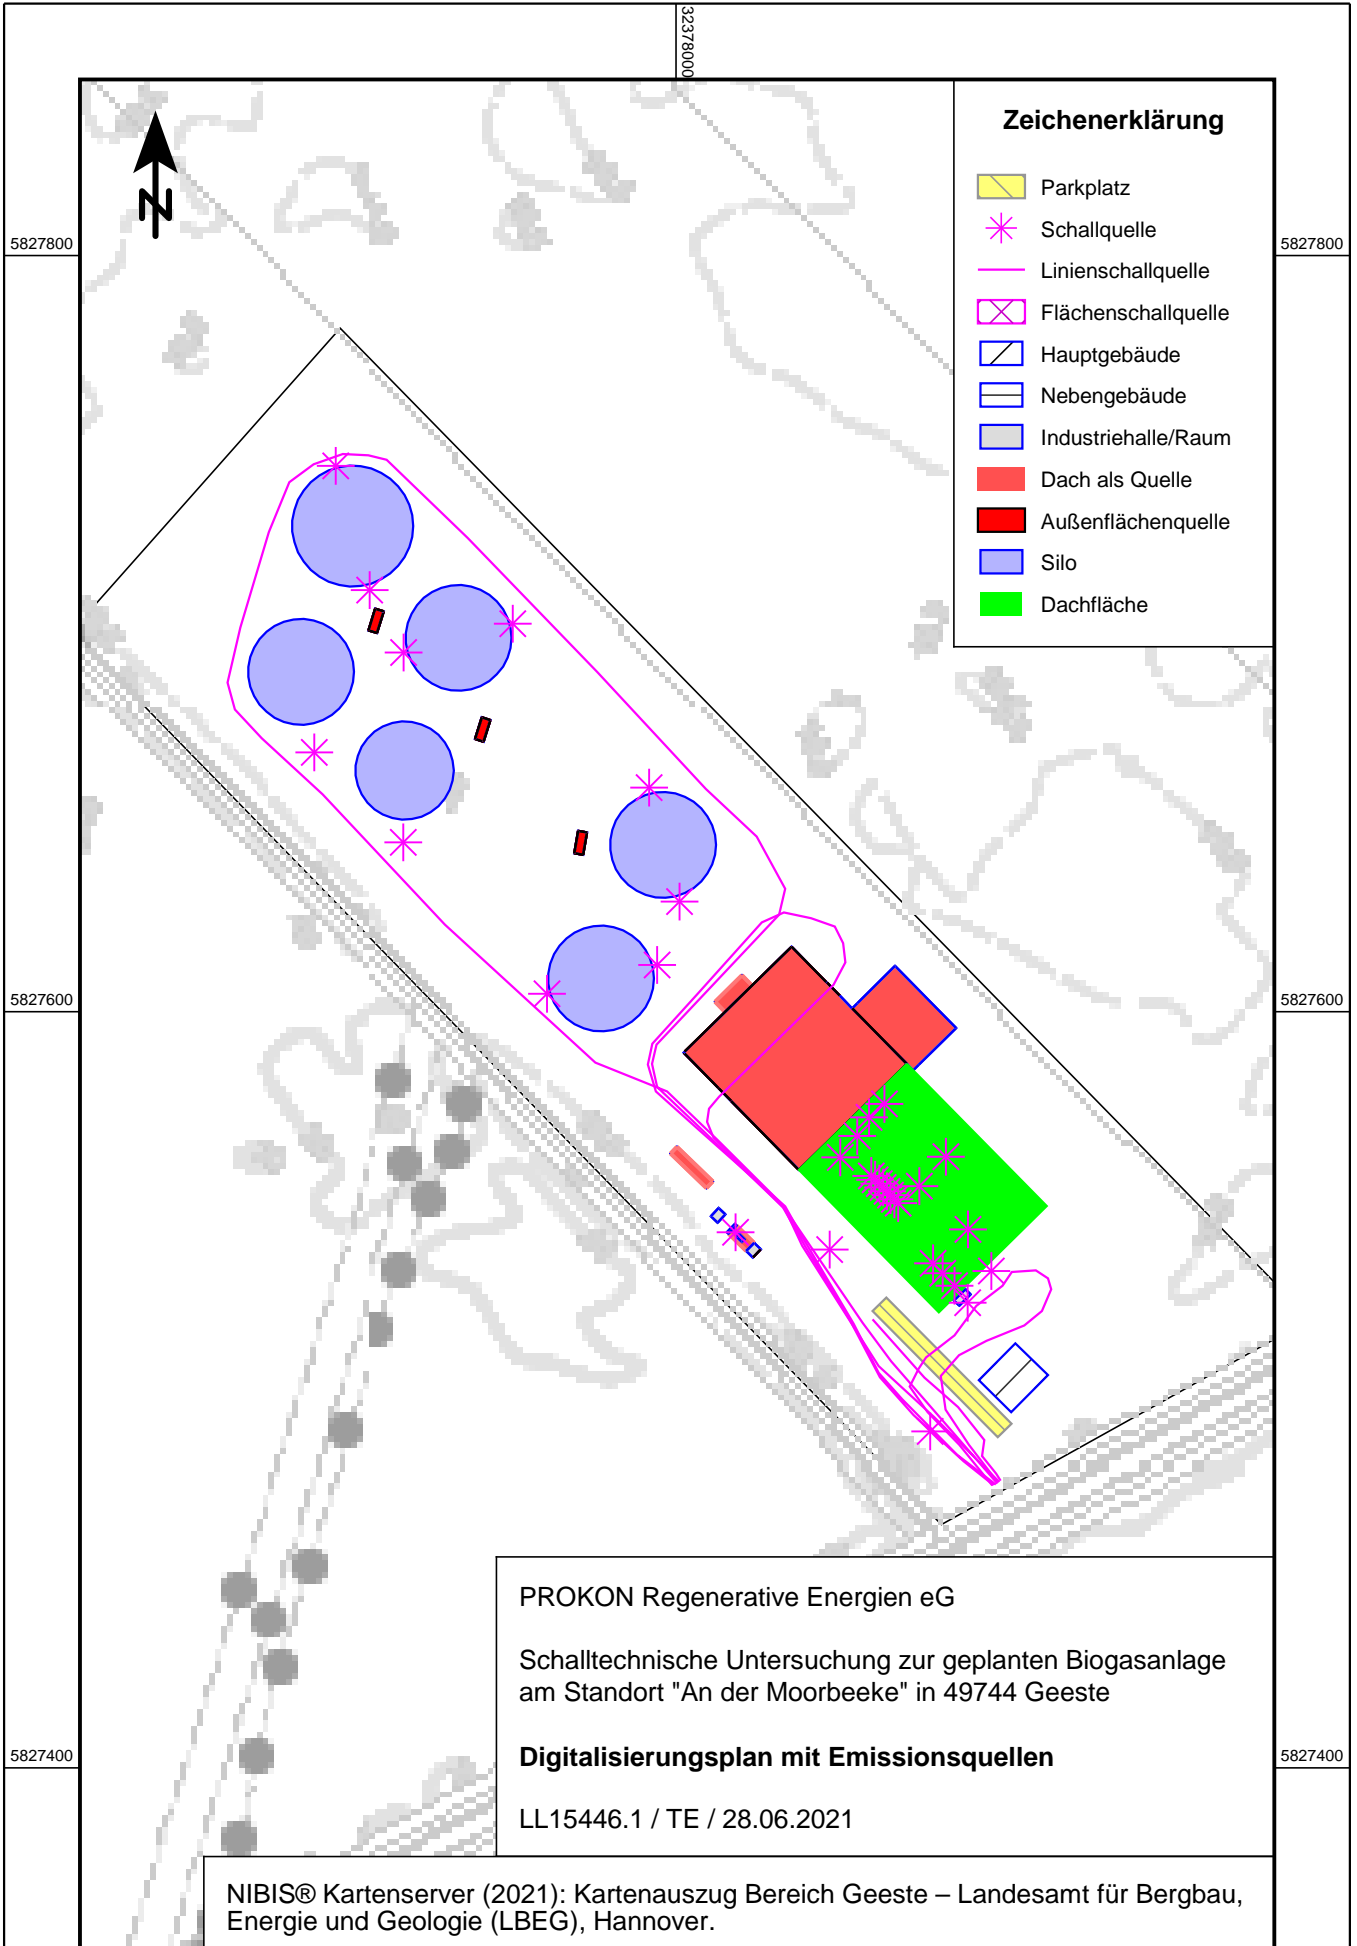 32378000
Zeichenerklärung
Parkplatz
Schallquelle
Linienschallquelle
Flächenschallquelle
Hauptgebäude
Nebengebäude
Industriehalle/Raum
Dach als Quelle
Außenflächenquelle
Silo
Dachfläche
N
5827800
5827800
5827600
5827600
5827400
5827400
PROKON Regenerative Energien eG
Schalltechnische Untersuchung zur geplanten Biogasanlage
am Standort "An der Moorbeeke" in 49744 Geeste
Digitalisierungsplan mit Emissionsquellen
LL15446.1 / TE / 28.06.2021
NIBIS® Kartenserver (2021): Kartenauszug Bereich Geeste – Landesamt für Bergbau,
Energie und Geologie (LBEG), Hannover.